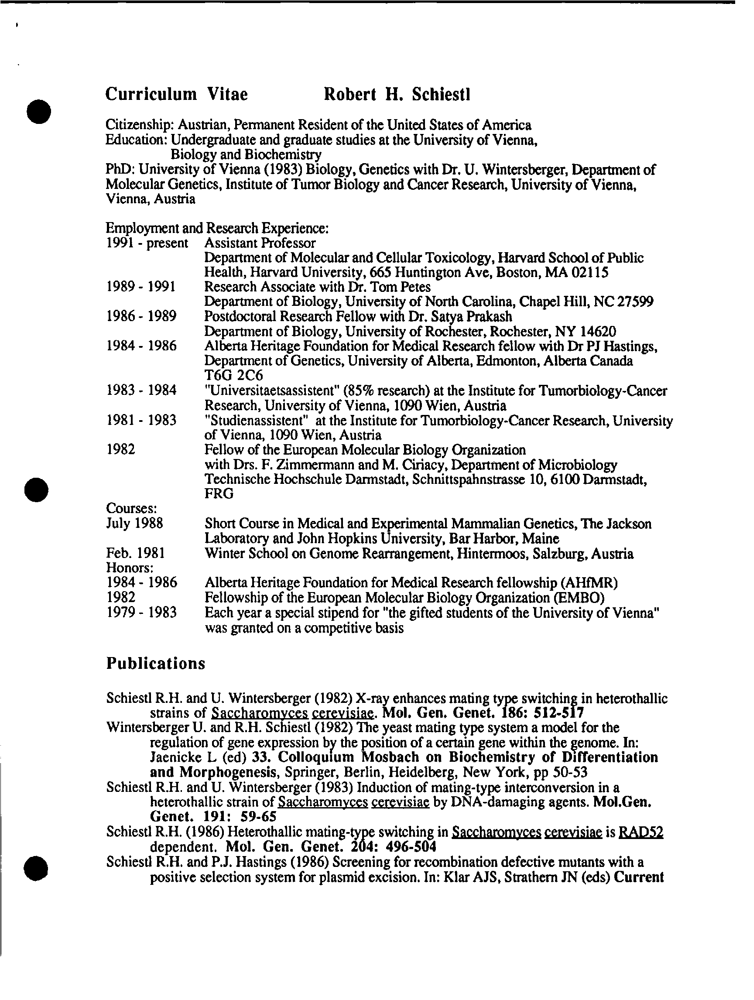 Curriculum Vitae Robert H. Schiestl
Citizenship: Austrian, Permanent Resident of the United States of America
Education: Undergraduate and graduate studies at the University of Vienna,
Biology and Biochemistry
PhD: University of Vienna (1983) Biology, Genetics with Dr. U. Wintersberger, Department of
Molecular Genetics, Institute of Tumor Biology and Cancer Research, University of Vienna,
Vienna, Austria
Employment and Research Experience:
1991 - present Assistant Professor
Department of Molecular and Cellular Toxicology, Harvard School of Public
Health, Harvard University, 665 Huntington Ave, Boston, MA 02115
1989 - 1991 Research Associate with Dr. Tom Petes
Department of Biology, University of North Carolina, Chapel Hill, NC 27599
1986 - 1989 Postdoctoral Research Fellow with Dr. Satya Prakash
Department of Biology, University of Rochester, Rochester, NY 14620
1984 - 1986 Alberta Heritage Foundation for Medical Research fellow with Dr PJ Hastings,
Department of Genetics, University of Alberta, Edmonton, Alberta Canada
T6G 2C6
1983 - 1984 "Universitaetsassistent" (85% research) at the Institute for Tumorbiology-Cancer
Research, University of Vienna, 1090 Wien, Austria
1981 - 1983 "Studienassistent" at the Institute for Tumorbiology-Cancer Research, University
of Vienna, 1090 Wien, Austria
1982 Fellow of the European Molecular Biology Organization
with Drs. F. Zimmermann and M. Ciriacy, Department of Microbiology
Technische Hochschule Darmstadt, Schnittspahnstrasse 10, 6100 Darmstadt,
FRG
Courses:
July 1988 Short Course in Medical and Experimental Mammalian Genetics, The Jackson
Laboratory and John Hopkins University, Bar Harbor, Maine
Feb. 1981 Winter School on Genome Rearrangement, Hintermoos, Salzburg, Austria
Honors:
1984 - 1986 Alberta Heritage Foundation for Medical Research fellowship (AHfMR)
1982 Fellowship of the European Molecular Biology Organization (EMBO)
1979 - 1983 Each year a special stipend for "the gifted students of the University of Vienna"
was granted on a competitive basis
Publications
Schiestl R.H. and U. Wintersberger (1982) X-ray enhances mating type switching in heterothallic
strains of Saccharomyces cerevisiae. Mol. Gen. Genet. 186: 512-517
Wintersberger U. and R.H. Schiestl (1982) The yeast mating type system a model for the
regulation of gene expression by the position of a certain gene within the genome. In:
Jaenicke L (ed) 33. Colloquium Mosbach on Biochemistry of Differentiation
and Morphogenesis, Springer, Berlin, Heidelberg, New York, pp 50-53
Schiestl R.H. and U. Wintersberger (1983) Induction of mating-type interconversion in a
heterothallic strain of Saccharomyces cerevisiae by DNA-damaging agents. Mol.Gen.
Genet. 191: 59-65
Schiestl R.H. (1986) Heterothallic mating-type switching in Saccharomyces cerevisiae is RAD52
dependent. Mol. Gen. Genet. 204: 496-504
Schiestl R.H. and P.J. Hastings (1986) Screening for recombination defective mutants with a
positive selection system for plasmid excision. In: Klar AJS, Strathern JN (eds) Current